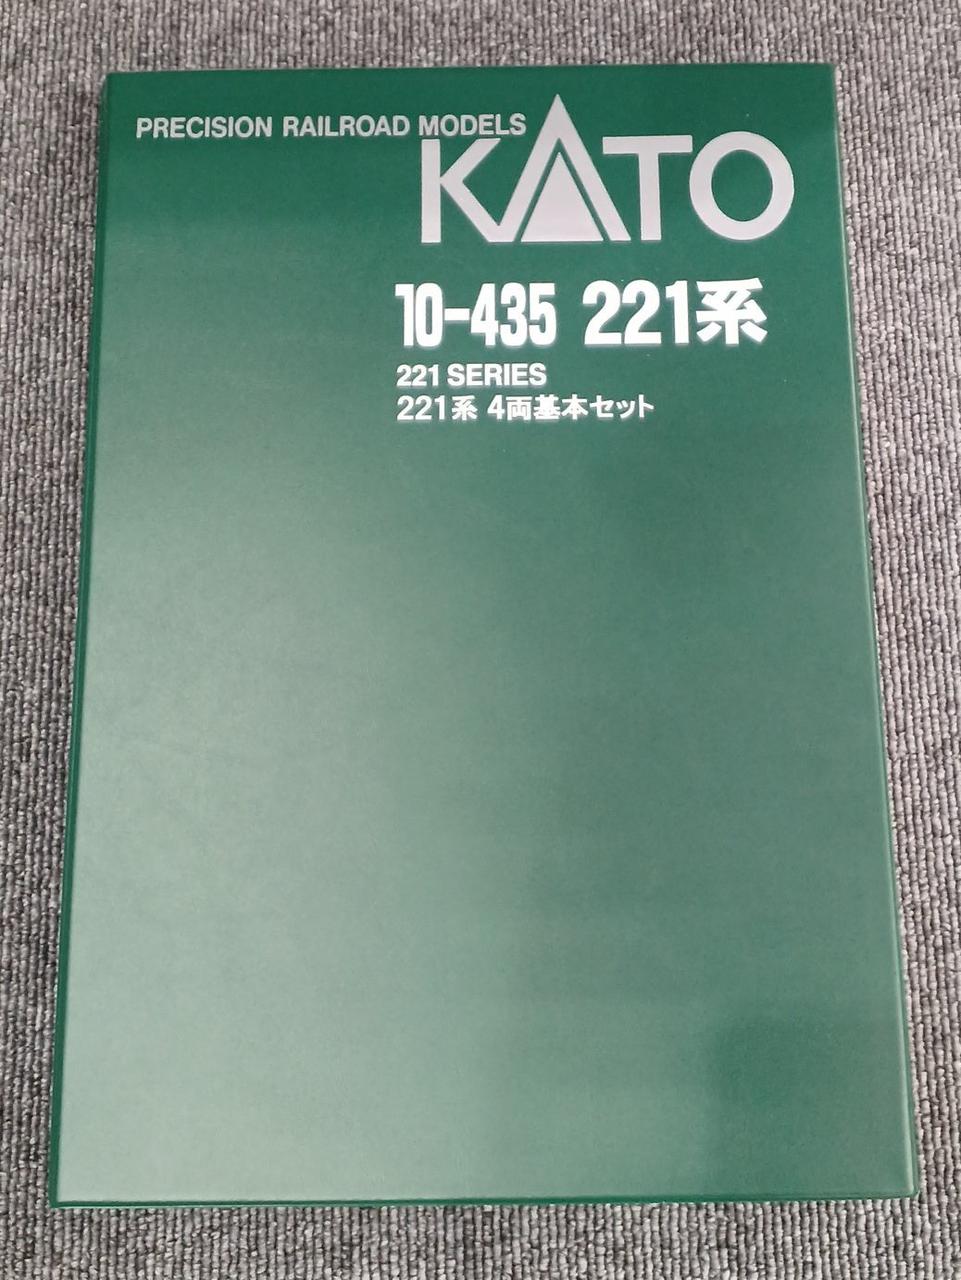 PRECISION RAILROAD MODELS
KATO
10-435 221系
221 SERIES
221系 4両基本セット